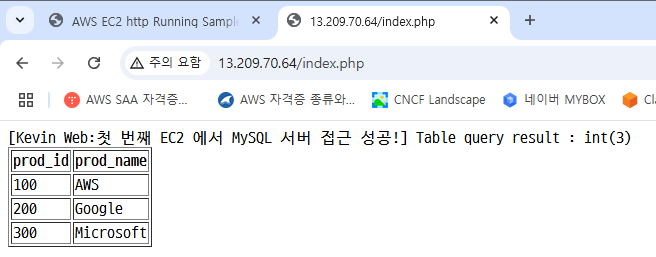 AWS EC2 http Running Sample
13.209.70.64/index.php
주의 요함
13.209.70.64/index.php
AWS SAA 자격증...
AWS 자격증 종류와...
CNCF Landscape
네이버 MYBOX
[Kevin Web:첫 번째 EC2 에서 MySQL 서버 접근 성공!] Table query result : int(3)
prod_id prod_name
100 AWS
200 Google
300 Microsoft